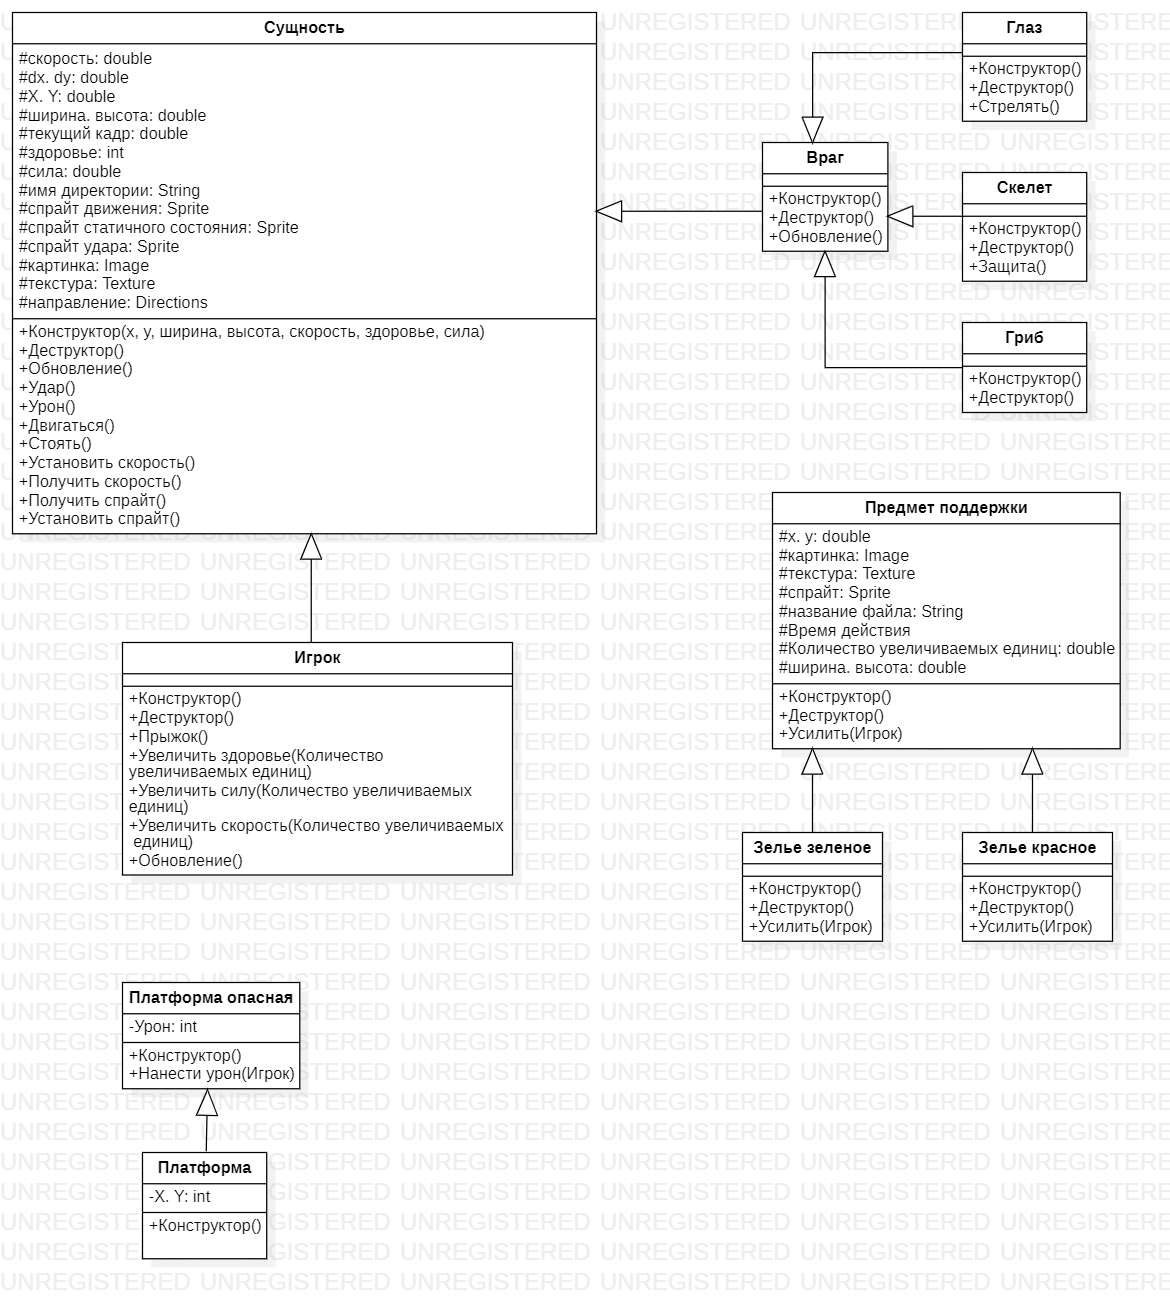 Сущность
#скорость: double
#dx. dy: double
#X. Y: double
#ширина. высота: double
#текущий кадр: double
#здоровье: int
#сила: double
#имя директории: String
#спрайт движения: Sprite
#спрайт статичного состояния: Sprite
#спрайт удара: Sprite
#картинка: Image
#текстура: Texture
#направление: Directions
+Конструктор(x, y, ширина, высота, скорость, здоровье, сила)
+Деструктор()
+Обновление()
+Удар()
+Урон()
+Двигаться()
+Стоять()
+Установить скорость()
+Получить скорость()
+Получить спрайт()
+Установить спрайт()
Глаз
+Конструктор()
+Деструктор()
+Стрелять()
Враг
+Конструктор()
+Деструктор()
+Обновление()
Скелет
+Конструктор()
+Деструктор()
+Защита()
Гриб
+Конструктор()
+Деструктор()
Предмет поддержки
#x. y: double
#картинка: Image
#текстура: Texture
#спрайт: Sprite
#название файла: String
#Время действия
#Количество увеличиваемых единиц: double
#ширина. высота: double
+Конструктор()
+Деструктор()
+Усилить(Игрок)
Игрок
+Конструктор()
+Деструктор()
+Прыжок()
+Увеличить здоровье(Количество
увеличиваемых единиц)
+Увеличить силу(Количество увеличиваемых
единиц)
+Увеличить скорость(Количество увеличиваемых
единиц)
+Обновление()
Зелье зеленое
+Конструктор()
+Деструктор()
+Усилить(Игрок)
Зелье красное
+Конструктор()
+Деструктор()
+Усилить(Игрок)
Платформа опасная
-Урон: int
+Конструктор()
+Нанести урон(Игрок)
Платформа
-X. Y: int
+Конструктор()
UNREGISTERED